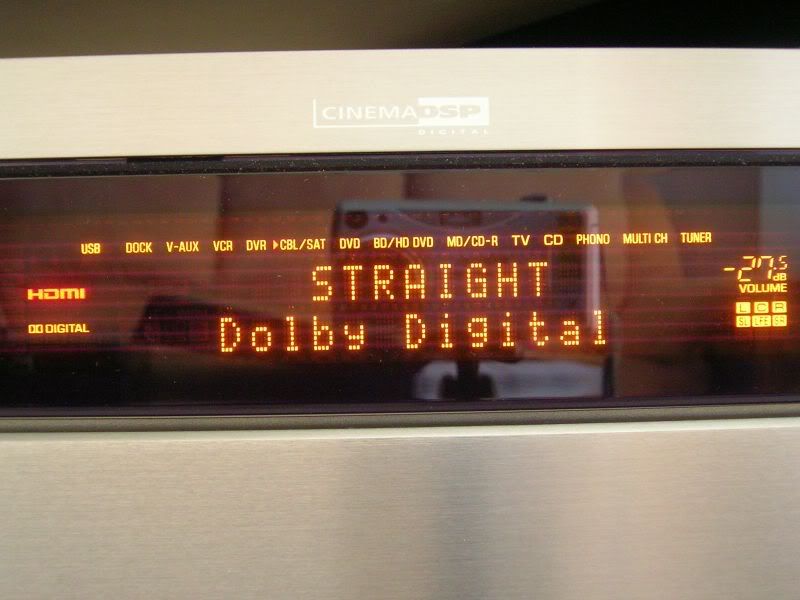 CINEMA DSP
DIGITAL
USB DOCK V-AUX VCR DVR CBL/SAT DVD BD/HD DVD MD/CD-R TV CD PHONO MULTI CH TUNER
HDMI
STRAIGHT
-27.5 dB
VOLUME
DIGITAL
Dolby Digital
L C R
SL LFE SR